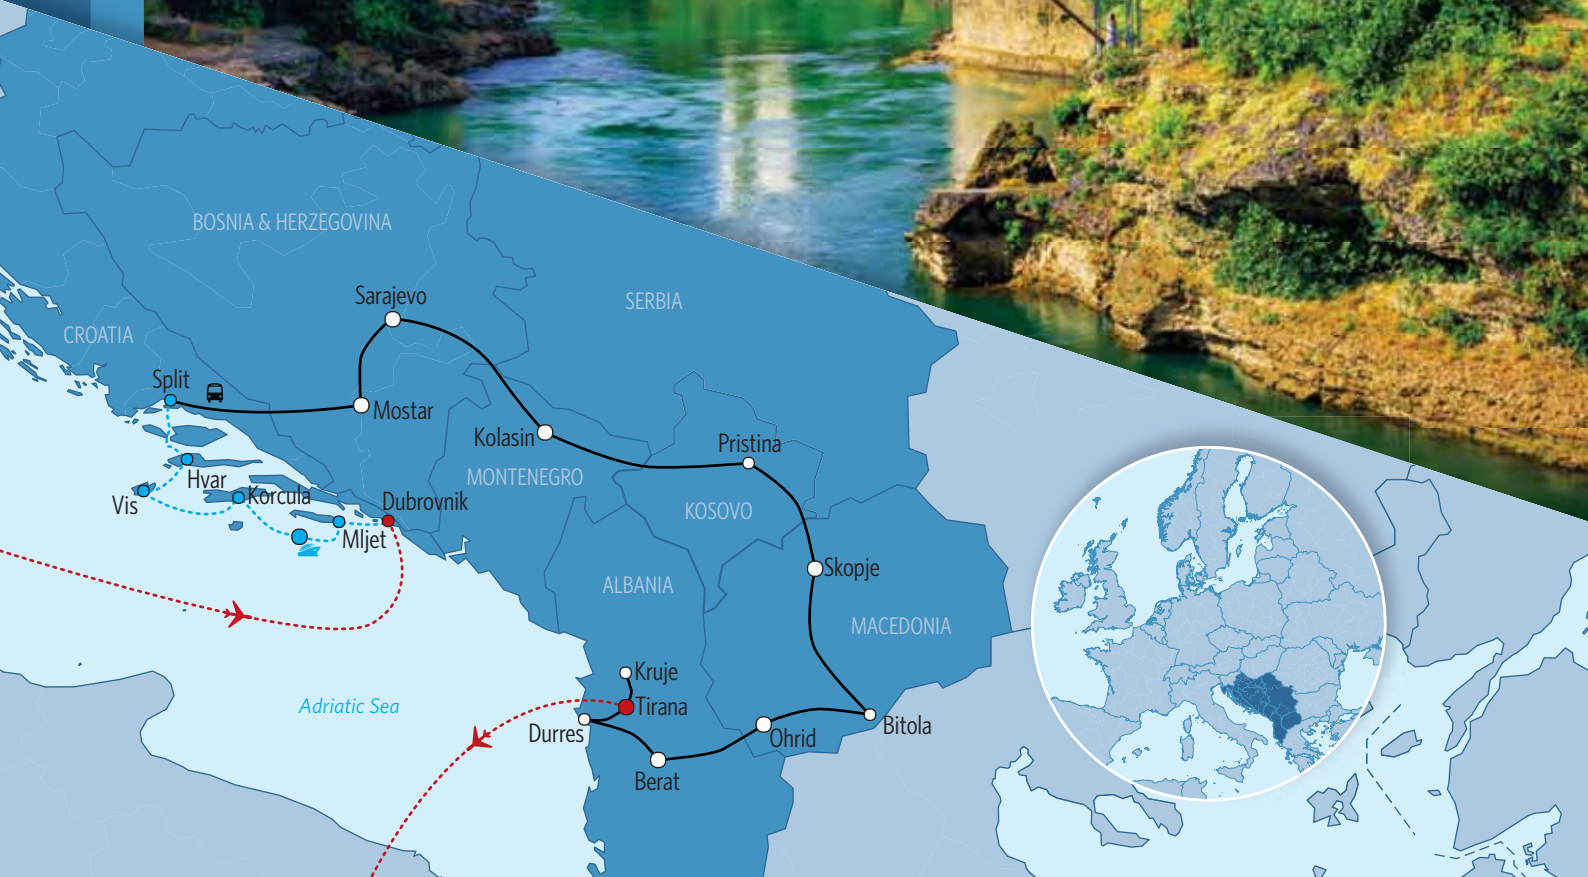 BOSNIA & HERZEGOVINA
Sarajevo
SERBIA
CROATIA
Split
Mostar
Kolasin
Pristina
MONTENEGRO
Hvar
Vis
Korcula
Dubrovnik
KOSOVO
Mljet
Skopje
ALBANIA
MACEDONIA
Kruje
Adriatic Sea
Tirana
Durres
Ohrid
Bitola
Berat